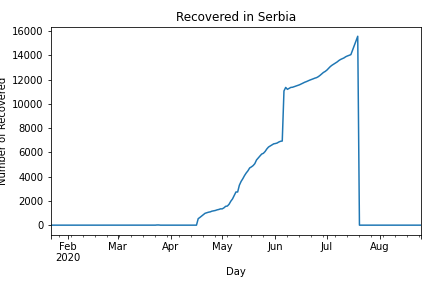 Recovered in Serbia
Number of Recovered
16000
14000
12000
10000
8000
6000
4000
2000
0
Feb
2020
Mar
Apr
May
Jun
Jul
Aug
Day